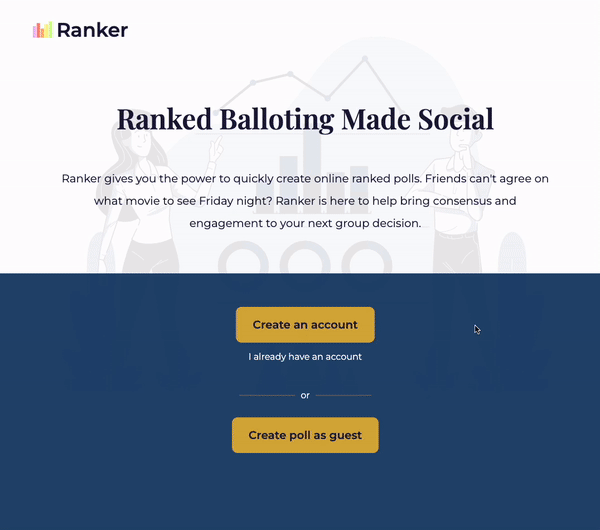 Ranker
Ranked Balloting Made Social
Ranker gives you the power to quickly create online ranked polls. Friends can't agree on
what movie to see Friday night? Ranker is here to help bring consensus and
engagement to your next group decision.
Create an account
I already have an account
or
Create poll as guest